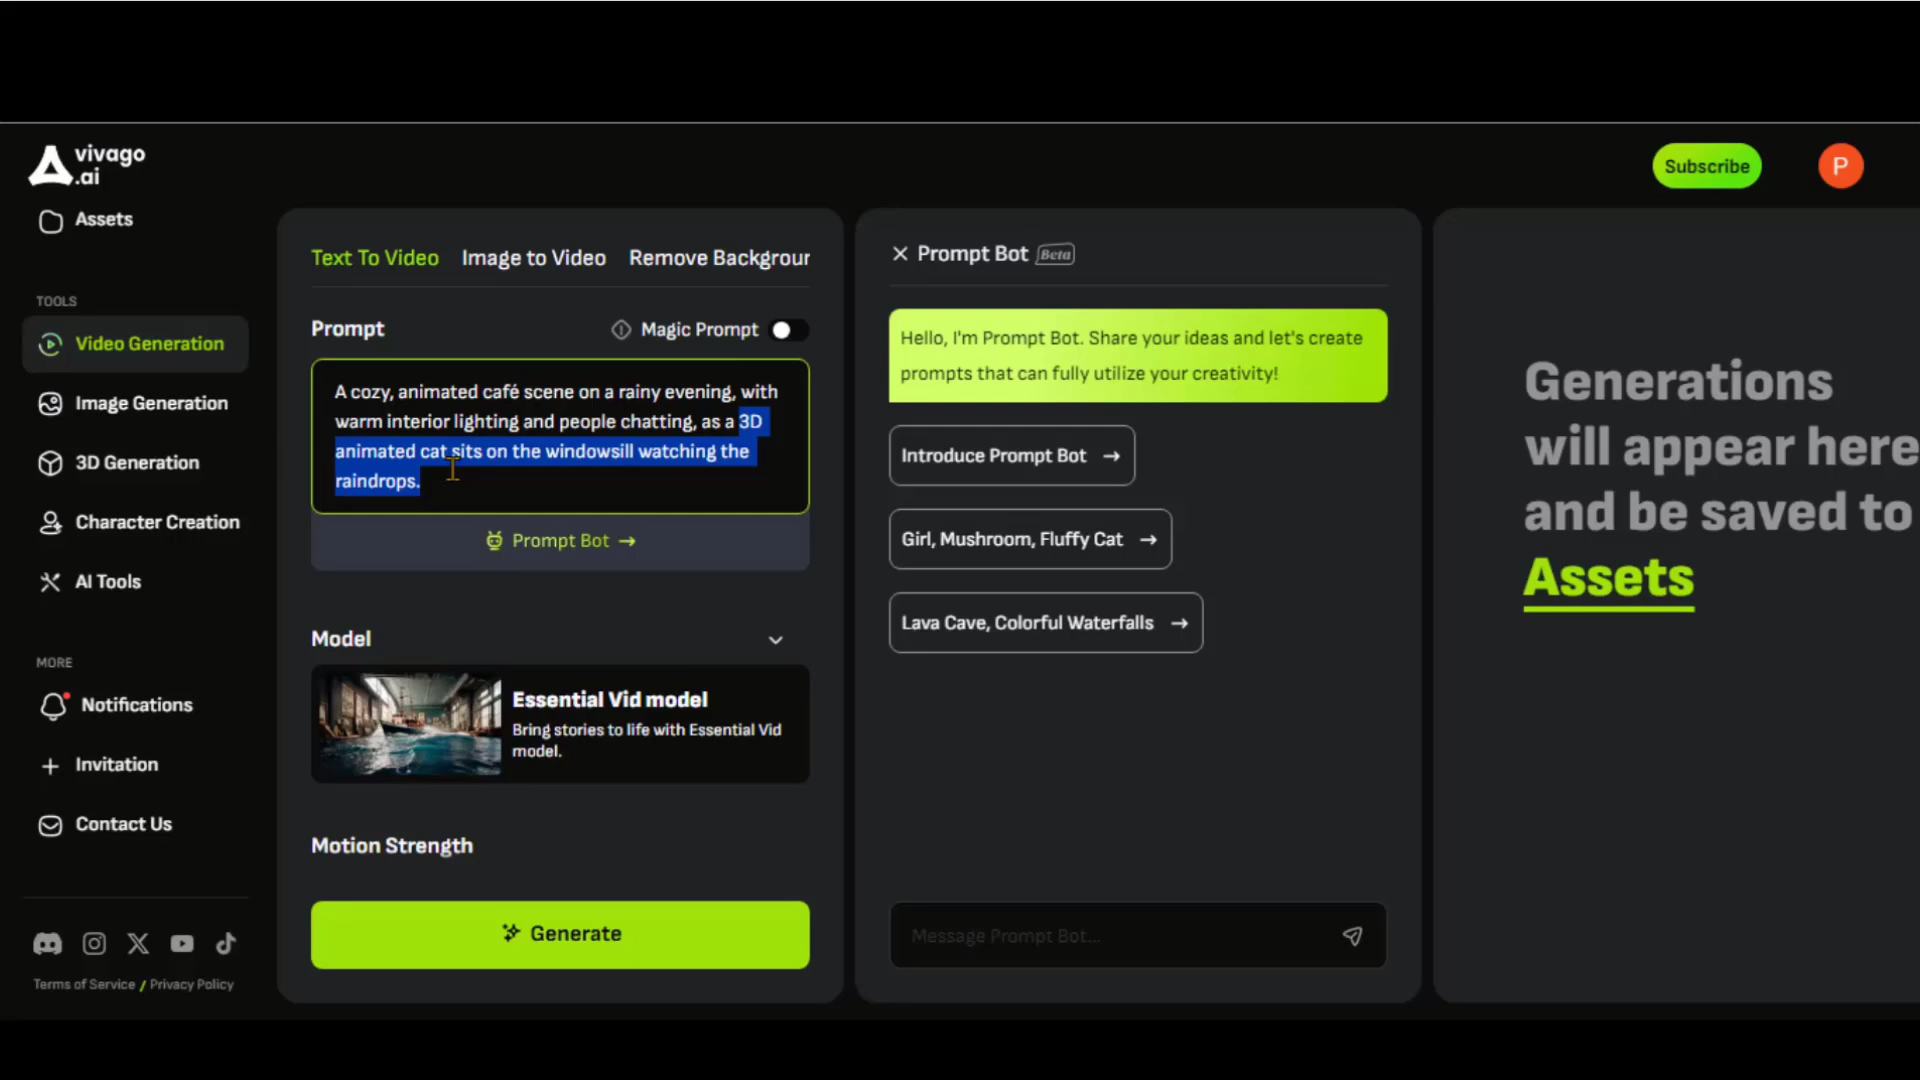 vivago
.ai
Subscribe
P
Assets
TOOLS
Video Generation
Image Generation
3D Generation
Character Creation
AI Tools
MORE
Notifications
Invitation
Contact Us
Terms of Service / Privacy Policy
Text To Video Image to Video Remove Backgroun
Prompt
Magic Prompt
A cozy, animated café scene on a rainy evening, with
warm interior lighting and people chatting, as a 3D
animated cat sits on the windowsill watching the
raindrops.
Prompt Bot →
Model
Essential Vid model
Bring stories to life with Essential Vid
model.
Motion Strength
Generate
Prompt Bot Beta
Hello, I'm Prompt Bot. Share your ideas and let's create
prompts that can fully utilize your creativity!
Introduce Prompt Bot →
Girl, Mushroom, Fluffy Cat →
Lava Cave, Colorful Waterfalls →
Message Prompt Bot...
Generations
will appear here
and be saved to
Assets